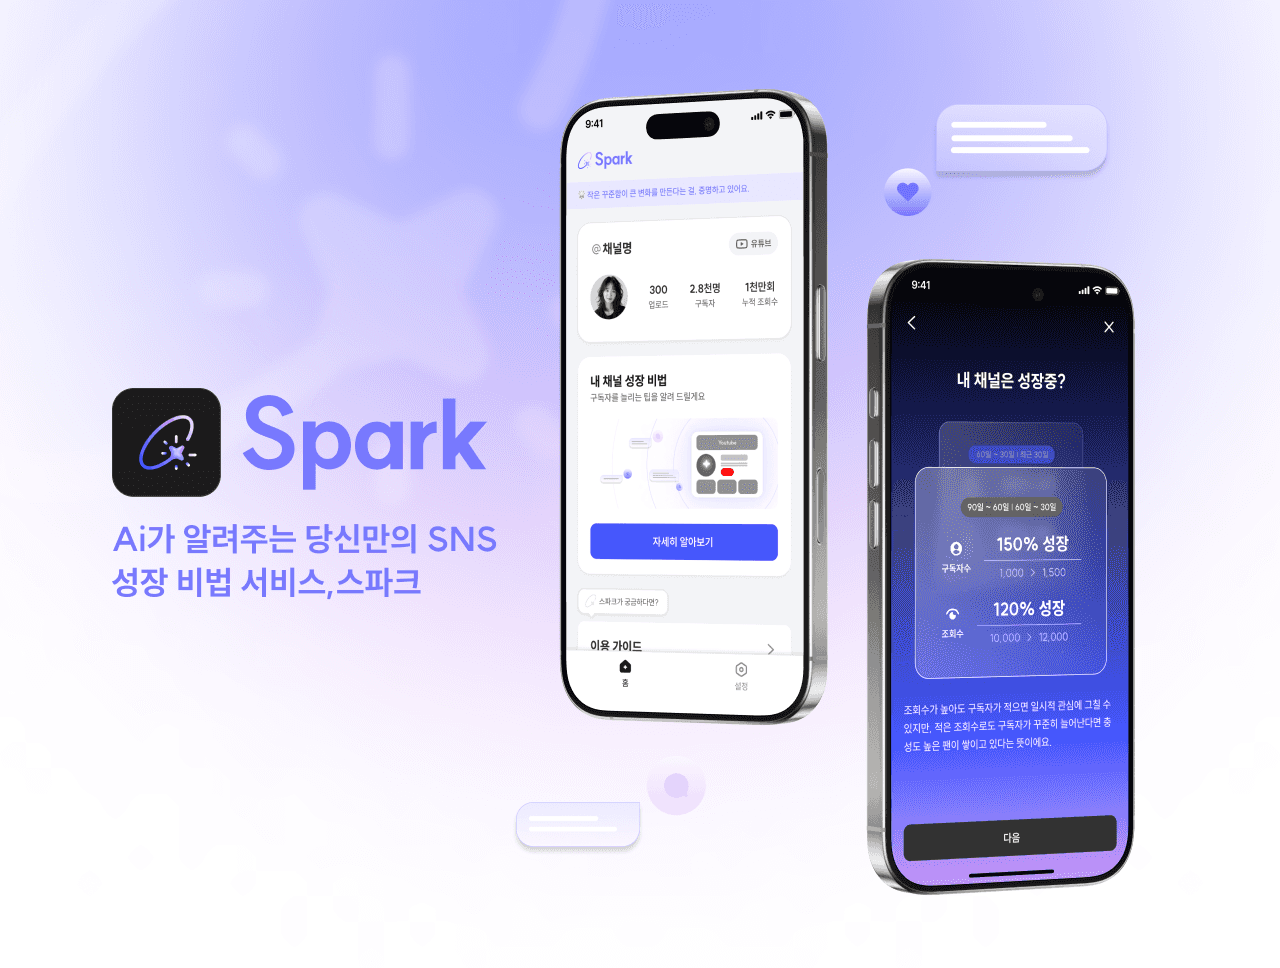 Spark
Ai가 알려주는 당신만의 SNS
성장 비법 서비스,스파크
9:41
Spark
작은 꾸준함이 큰 변화를 만든다는 걸, 증명하고 있어요.
@채널명
유튜브
300
2.8천명
1천만회
업로드
구독자
누적 조회수
내 채널 성장 비법
구독자를 늘리는 팁을 알려 드릴게요
Youtube
자세히 알아보기
스파크가 궁금하다면?
이용 가이드
홈
설정
9:41
내 채널은 성장중?
60일 ~ 30일 | 최근 30일
90일 ~ 60일 | 60일 ~ 30일
구독자수
150% 성장
1,000 > 1,500
조회수
120% 성장
10,000 > 12,000
조회수가 높아도 구독자가 적으면 일시적 관심에 그칠 수
있지만, 적은 조회수로도 구독자가 꾸준히 늘어난다면 충
성도 높은 팬이 쌓이고 있다는 뜻이에요.
다음